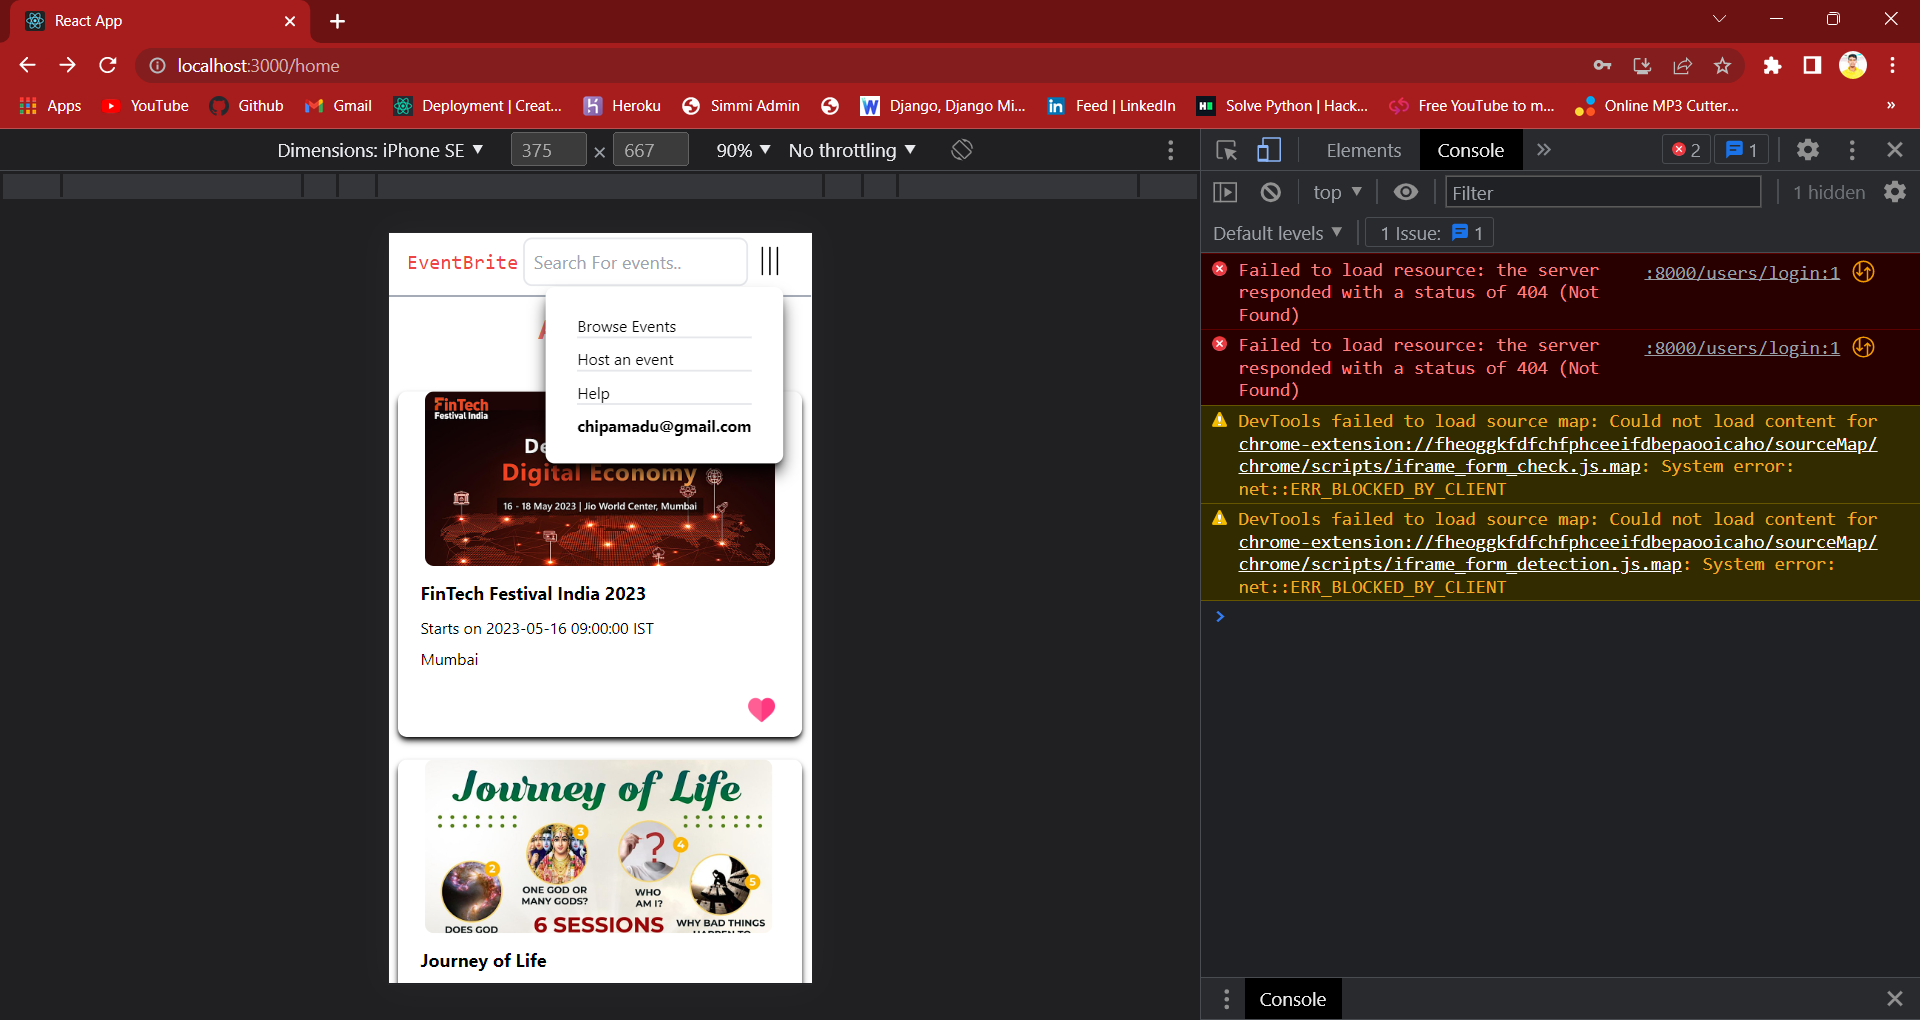 React App
localhost:3000/home
Apps
YouTube
Github
Gmail
Deployment | Creat...
Heroku
Simmi Admin
Django, Django Mi...
Feed | LinkedIn
Solve Python | Hack...
Free YouTube to m...
Online MP3 Cutter...
»
Dimensions: iPhone SE
375 × 667
90%
No throttling
Elements
Console
2
1
top
Filter
1 hidden
Default levels
1 Issue: 1
EventBrite
Search For events..
Browse Events
Host an event
Help
chipamadu@gmail.com
FinTech
Festival India
De
Digital Economy
16 - 18 May 2023 | Jio World Center, Mumbai
FinTech Festival India 2023
Starts on 2023-05-16 09:00:00 IST
Mumbai
Journey of Life
3
?
4
2
5
ONE GOD OR
MANY GODS?
WHO
AM I?
DOES GOD
6 SESSIONS
WHY BAD THINGS
HAPPEN TO
Journey of Life
Failed to load resource: the server :8000/users/login:1
responded with a status of 404 (Not
Found)
Failed to load resource: the server :8000/users/login:1
responded with a status of 404 (Not
Found)
DevTools failed to load source map: Could not load content for
chrome-extension://fheoggkfdfchfphceeifdbepaooicaho/sourceMap/
chrome/scripts/iframe_form_check.js.map: System error:
net::ERR_BLOCKED_BY_CLIENT
DevTools failed to load source map: Could not load content for
chrome-extension://fheoggkfdfchfphceeifdbepaooicaho/sourceMap/
chrome/scripts/iframe_form_detection.js.map: System error:
net::ERR_BLOCKED_BY_CLIENT
Console